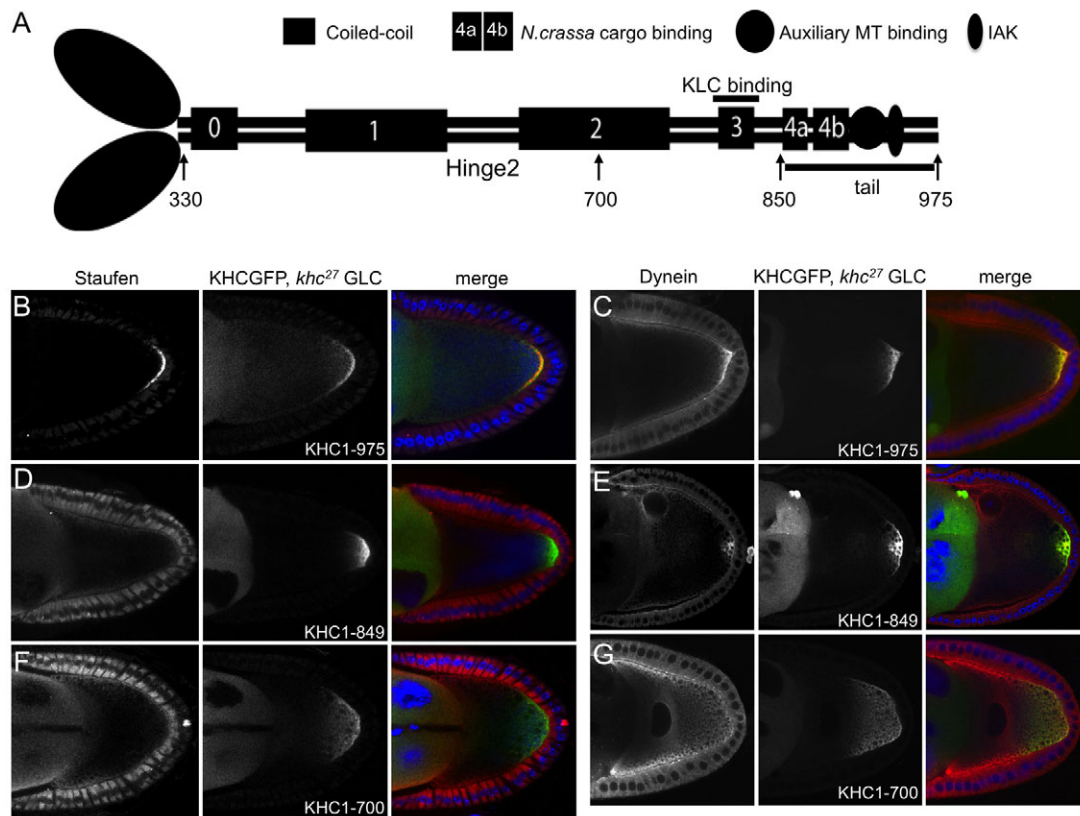 A
Coiled-coil
4a 4b N.crassa cargo binding
Auxiliary MT binding
IAK
KLC binding
0 1 2 3 4a 4b
Hinge2
330 700 850 975
tail
Staufen KHCGFP, khc27 GLC merge Dynein KHCGFP, khc27 GLC merge
B C
KHC1-975 KHC1-975
D E
KHC1-849 KHC1-849
F G
KHC1-700 KHC1-700